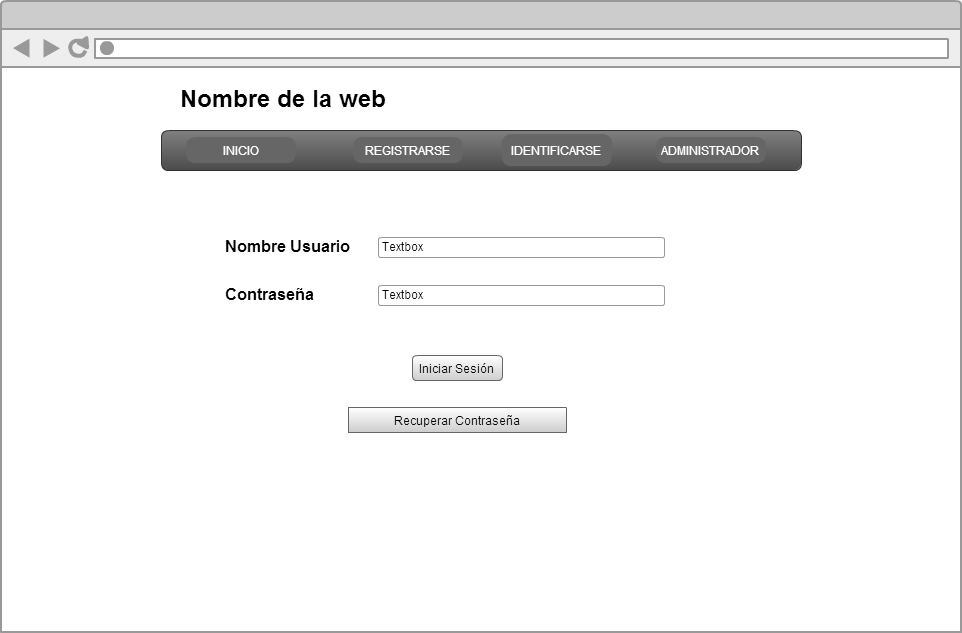 Nombre de la web
INICIO REGISTRARSE IDENTIFICARSE ADMINISTRADOR
Nombre Usuario Textbox
Contraseña Textbox
Iniciar Sesión
Recuperar Contraseña